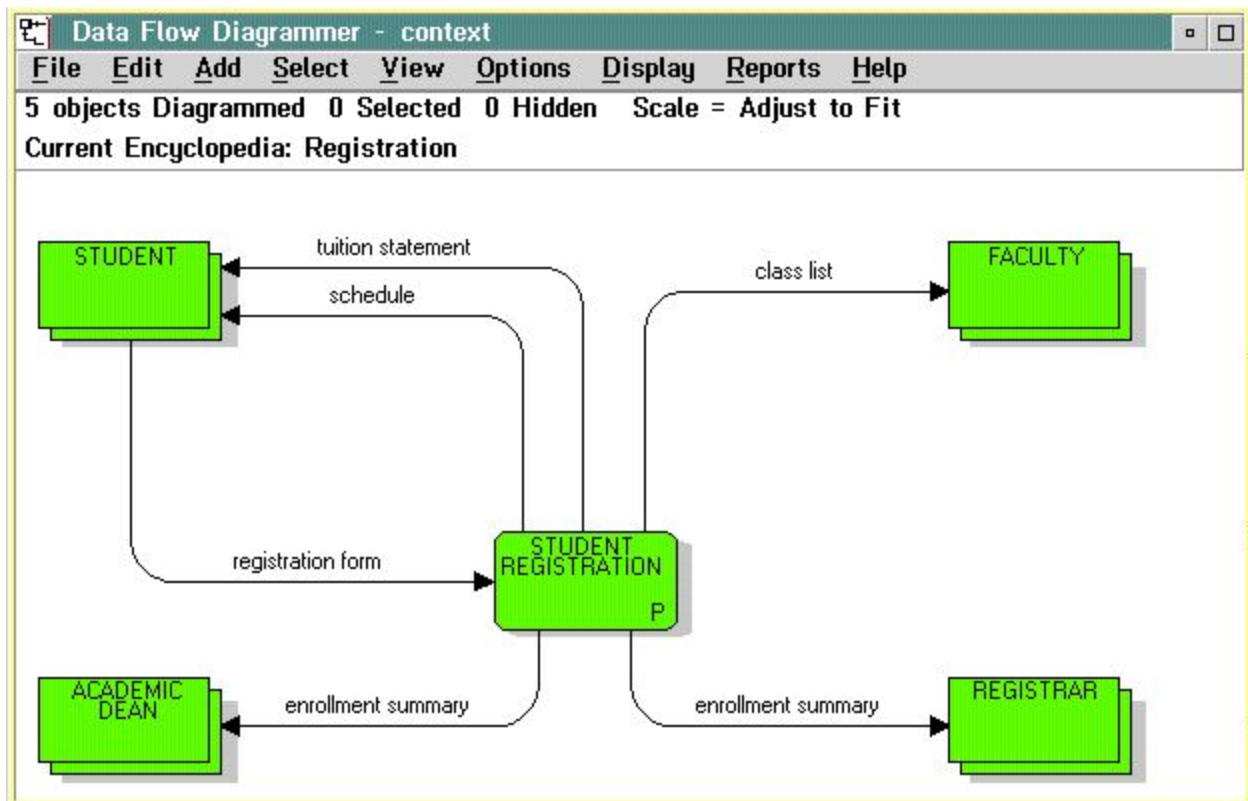 Data Flow Diagrammer - context
File Edit Add Select View Options Display Reports Help
5 objects Diagrammed 0 Selected 0 Hidden Scale = Adjust to Fit
Current Encyclopedia: Registration
STUDENT
tuition statement
schedule
class list
FACULTY
registration form
STUDENT
REGISTRATION
P
ACADEMIC
DEAN
enrollment summary
enrollment summary
REGISTRAR